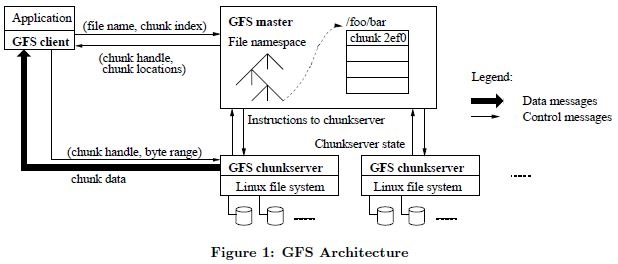 Application
GFS client
(file name, chunk index)
(chunk handle,
chunk locations)
GFS master
File namespace
/foo/bar
chunk 2ef0
Legend:
Data messages
Control messages
Instructions to chunkserver
Chunkserver state
(chunk handle, byte range)
chunk data
GFS chunkserver
Linux file system
GFS chunkserver
Linux file system
Figure 1: GFS Architecture